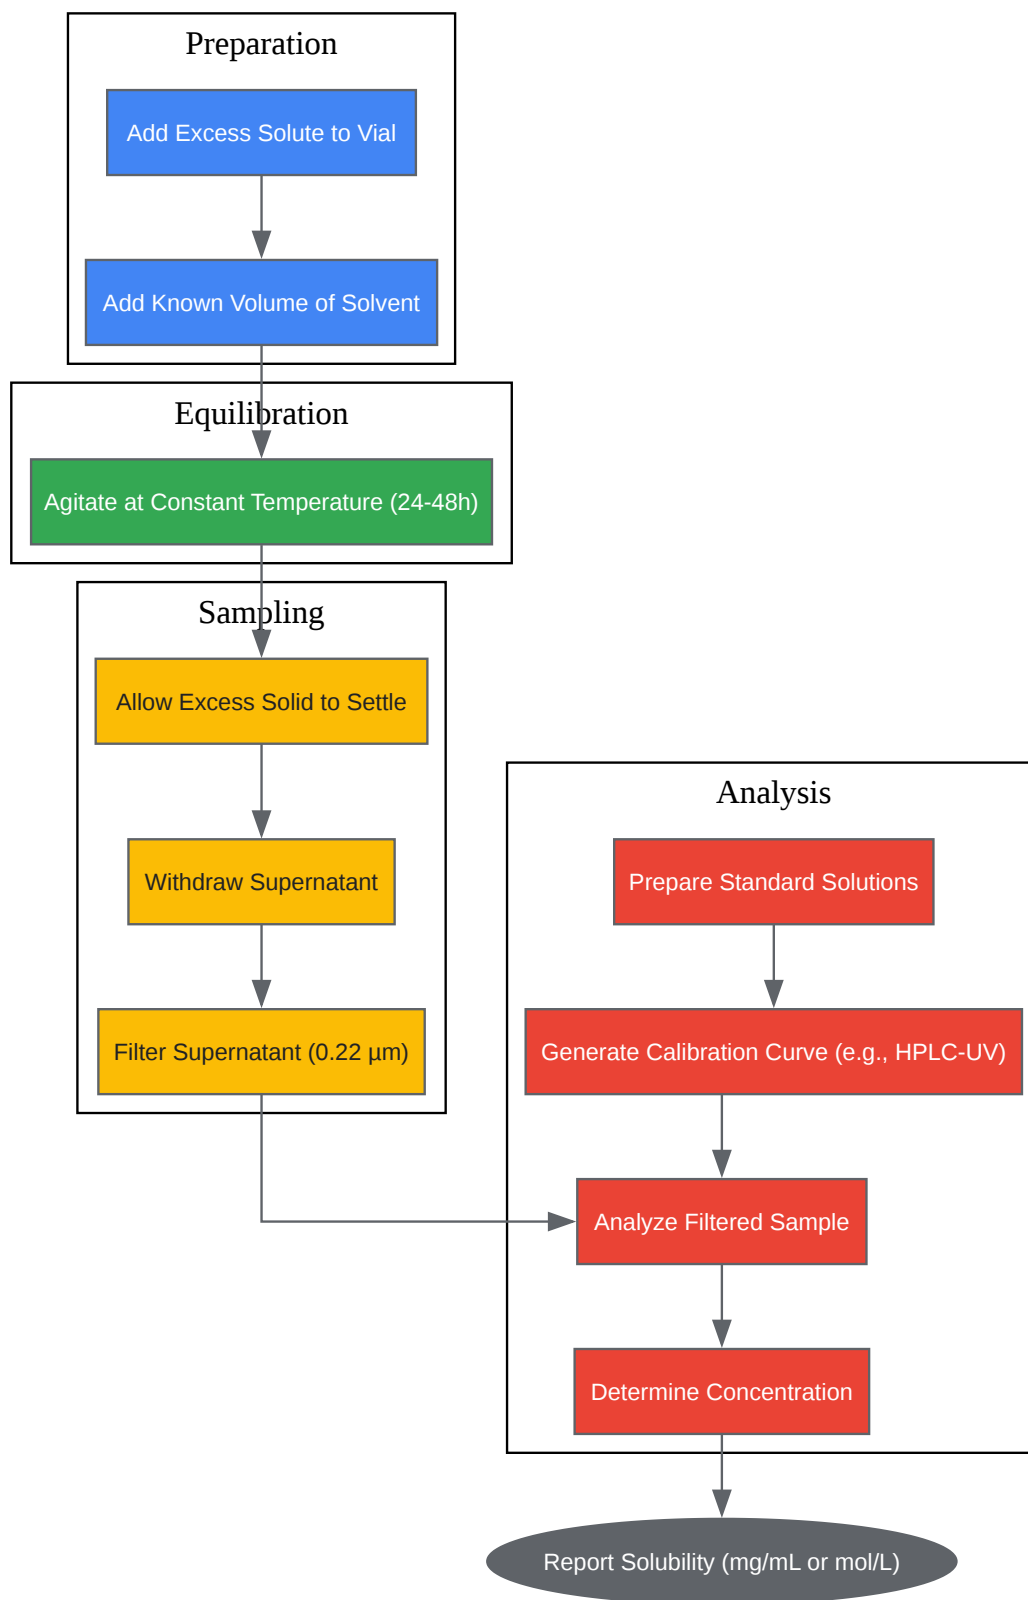 Preparation
Add Excess Solute to Vial
Add Known Volume of Solvent
Equilibration
Agitate at Constant Temperature (24-48h)
Sampling
Allow Excess Solid to Settle
Withdraw Supernatant
Filter Supernatant (0.22 µm)
Analysis
Prepare Standard Solutions
Generate Calibration Curve (e.g., HPLC-UV)
Analyze Filtered Sample
Determine Concentration
Report Solubility (mg/mL or mol/L)